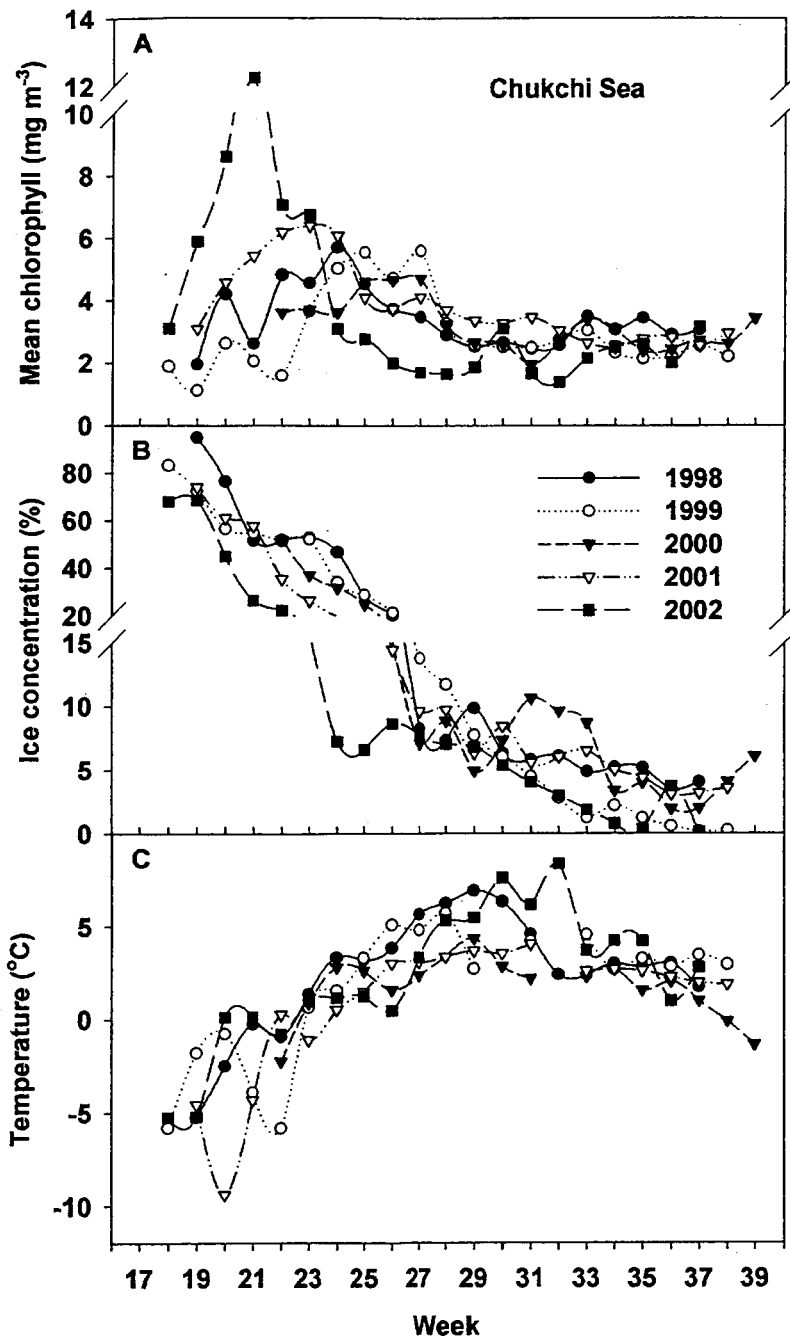 A
Chukchi Sea
Mean chlorophyll (mg m⁻³)
14
12
10
8
6
4
2
0
B
Ice concentration (%)
80
60
40
20
15
10
5
0
1998
1999
2000
2001
2002
C
Temperature (°C)
5
0
-5
-10
17 19 21 23 25 27 29 31 33 35 37 39
Week